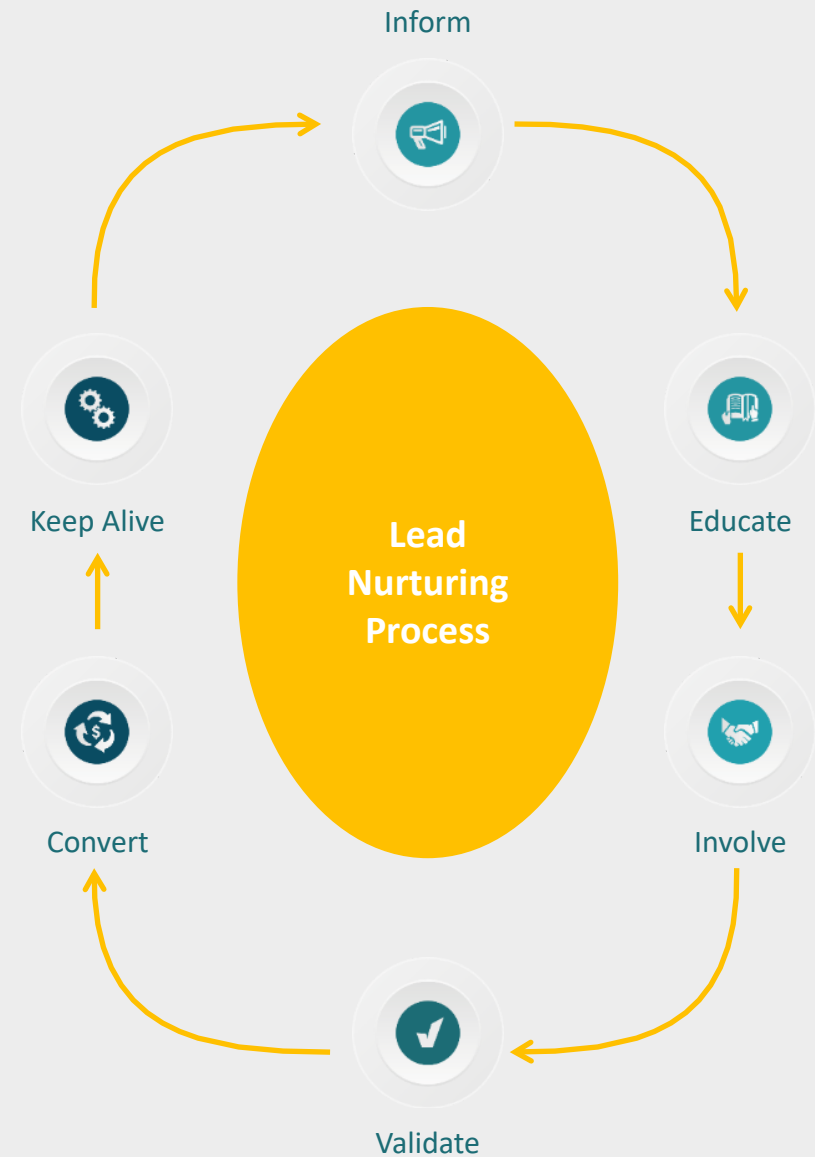 Inform
Keep Alive
Educate
Lead
Nurturing
Process
Convert
Involve
Validate
$